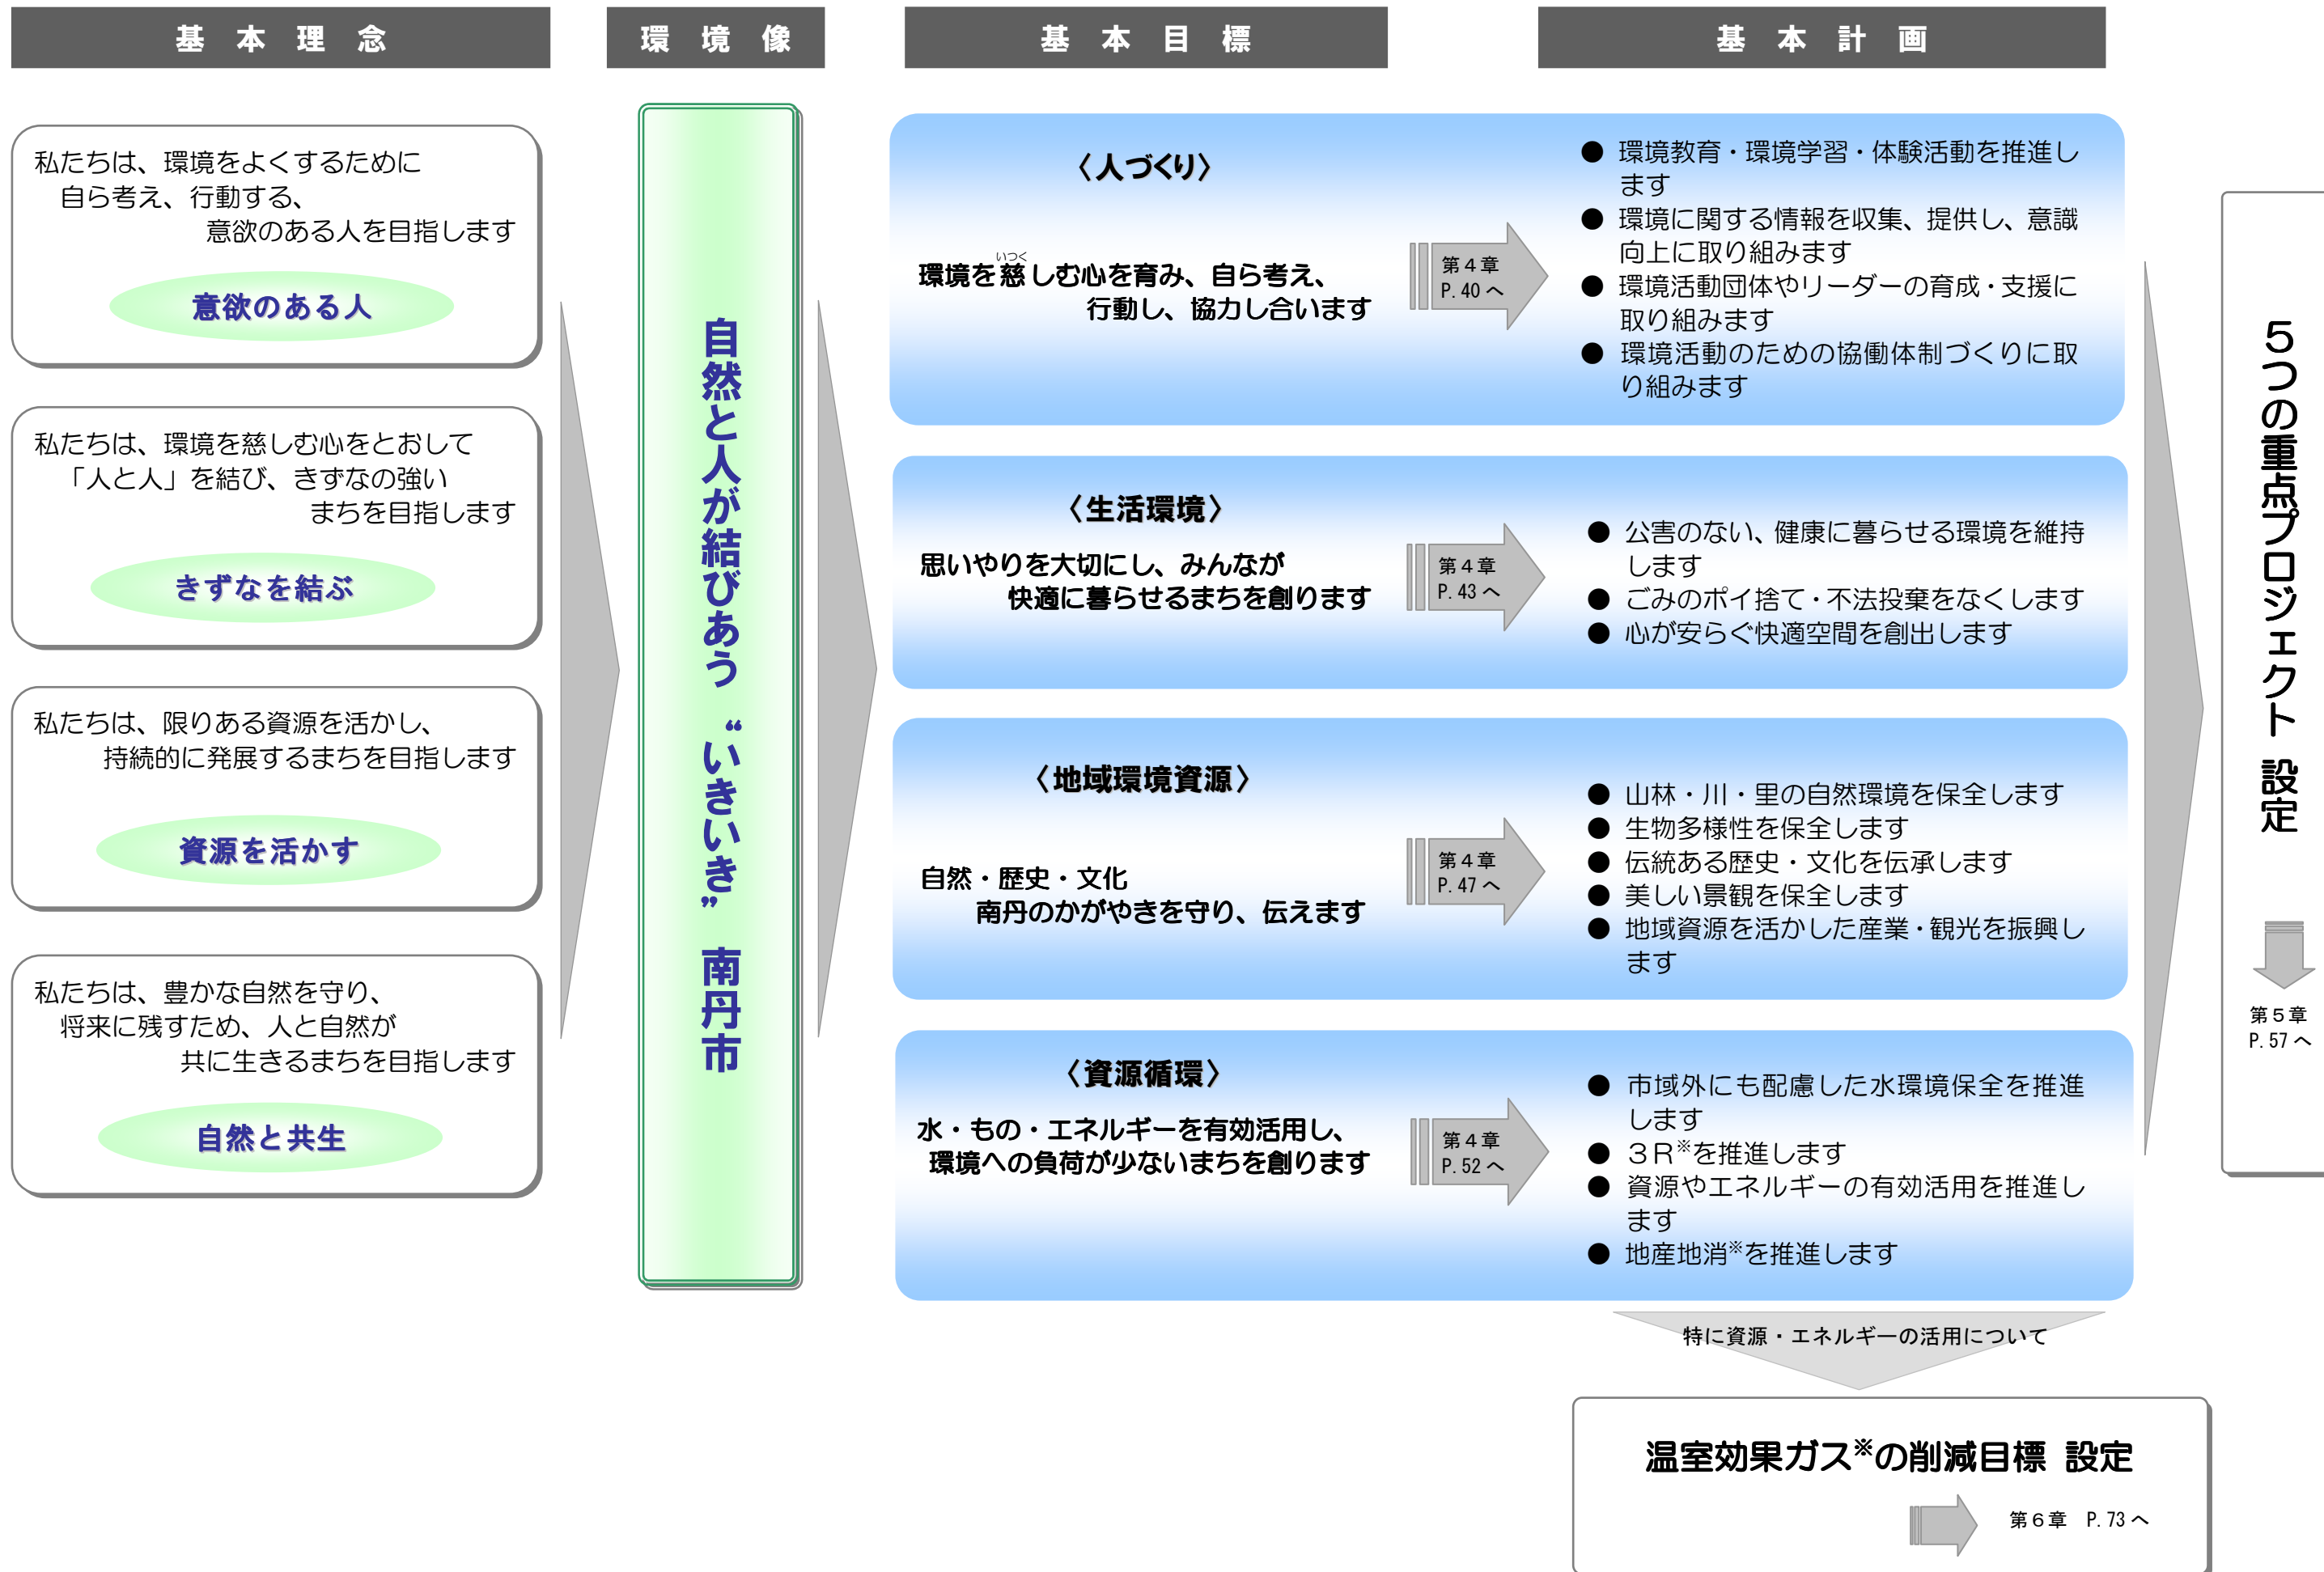 基本理念
環境像
基本目標
基本計画
私たちは、環境をよくするために
自ら考え、行動する、
意欲のある人を目指します
意欲のある人
私たちは、環境を慈しむ心をとおして
「人と人」を結び、きずなの強い
まちを目指します
きずなを結ぶ
私たちは、限りある資源を活かし、
持続的に発展するまちを目指します
資源を活かす
私たちは、豊かな自然を守り、
将来に残すため、人と自然が
共に生きるまちを目指します
自然と共生
自然と人が結びあう “いきいき” 南丹市
〈人づくり〉
いつく
環境を慈しむ心を育み、自ら考え、
行動し、協力し合います
第4章
P.40へ
● 環境教育・環境学習・体験活動を推進し
ます
● 環境に関する情報を収集、提供し、意識
向上に取り組みます
● 環境活動団体やリーダーの育成・支援に
取り組みます
● 環境活動のための協働体制づくりに取
り組みます
〈生活環境〉
思いやりを大切にし、みんなが
快適に暮らせるまちを創ります
第4章
P.43へ
● 公害のない、健康に暮らせる環境を維持
します
● ごみのポイ捨て・不法投棄をなくします
● 心が安らぐ快適空間を創出します
〈地域環境資源〉
自然・歴史・文化
南丹のかがやきを守り、伝えます
第4章
P.47へ
● 山林・川・里の自然環境を保全します
● 生物多様性を保全します
● 伝統ある歴史・文化を伝承します
● 美しい景観を保全します
● 地域資源を活かした産業・観光を振興し
ます
〈資源循環〉
水・もの・エネルギーを有効活用し、
環境への負荷が少ないまちを創ります
第4章
P.52へ
● 市域外にも配慮した水環境保全を推進
します
● 3R※を推進します
● 資源やエネルギーの有効活用を推進し
ます
● 地産地消※を推進します
5つの重点プロジェクト 設定
第5章
P.57へ
特に資源・エネルギーの活用について
温室効果ガス※の削減目標 設定
第6章 P.73へ